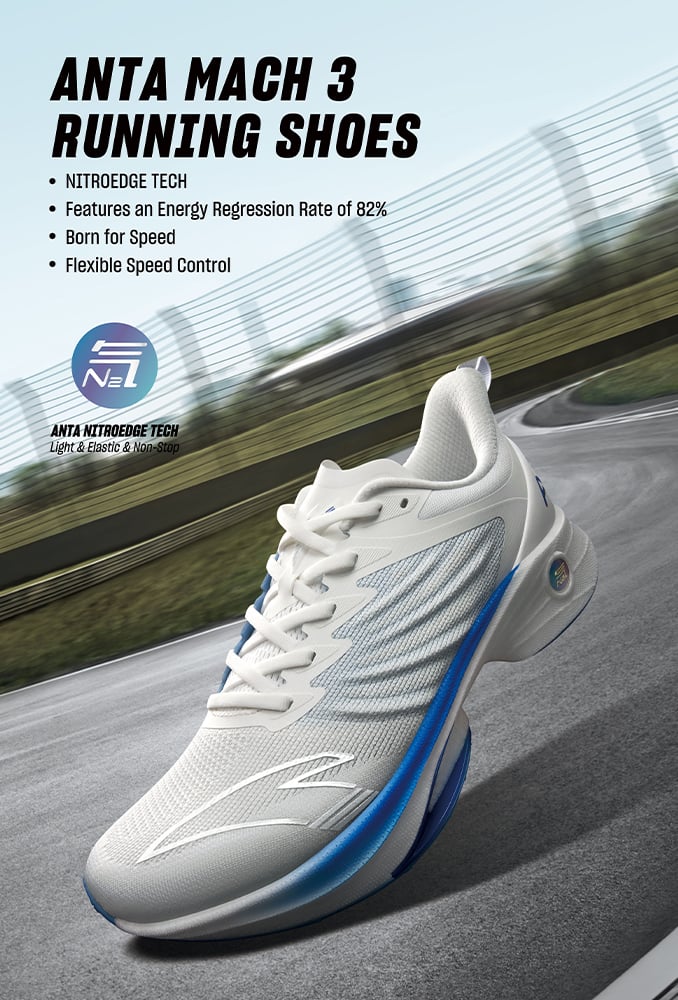 ANTA MACH 3
RUNNING SHOES
• NITROEDGE TECH
• Features an Energy Regression Rate of 82%
• Born for Speed
• Flexible Speed Control
N2
ANTA NITROEDGE TECH
Light & Elastic & Non-Stop